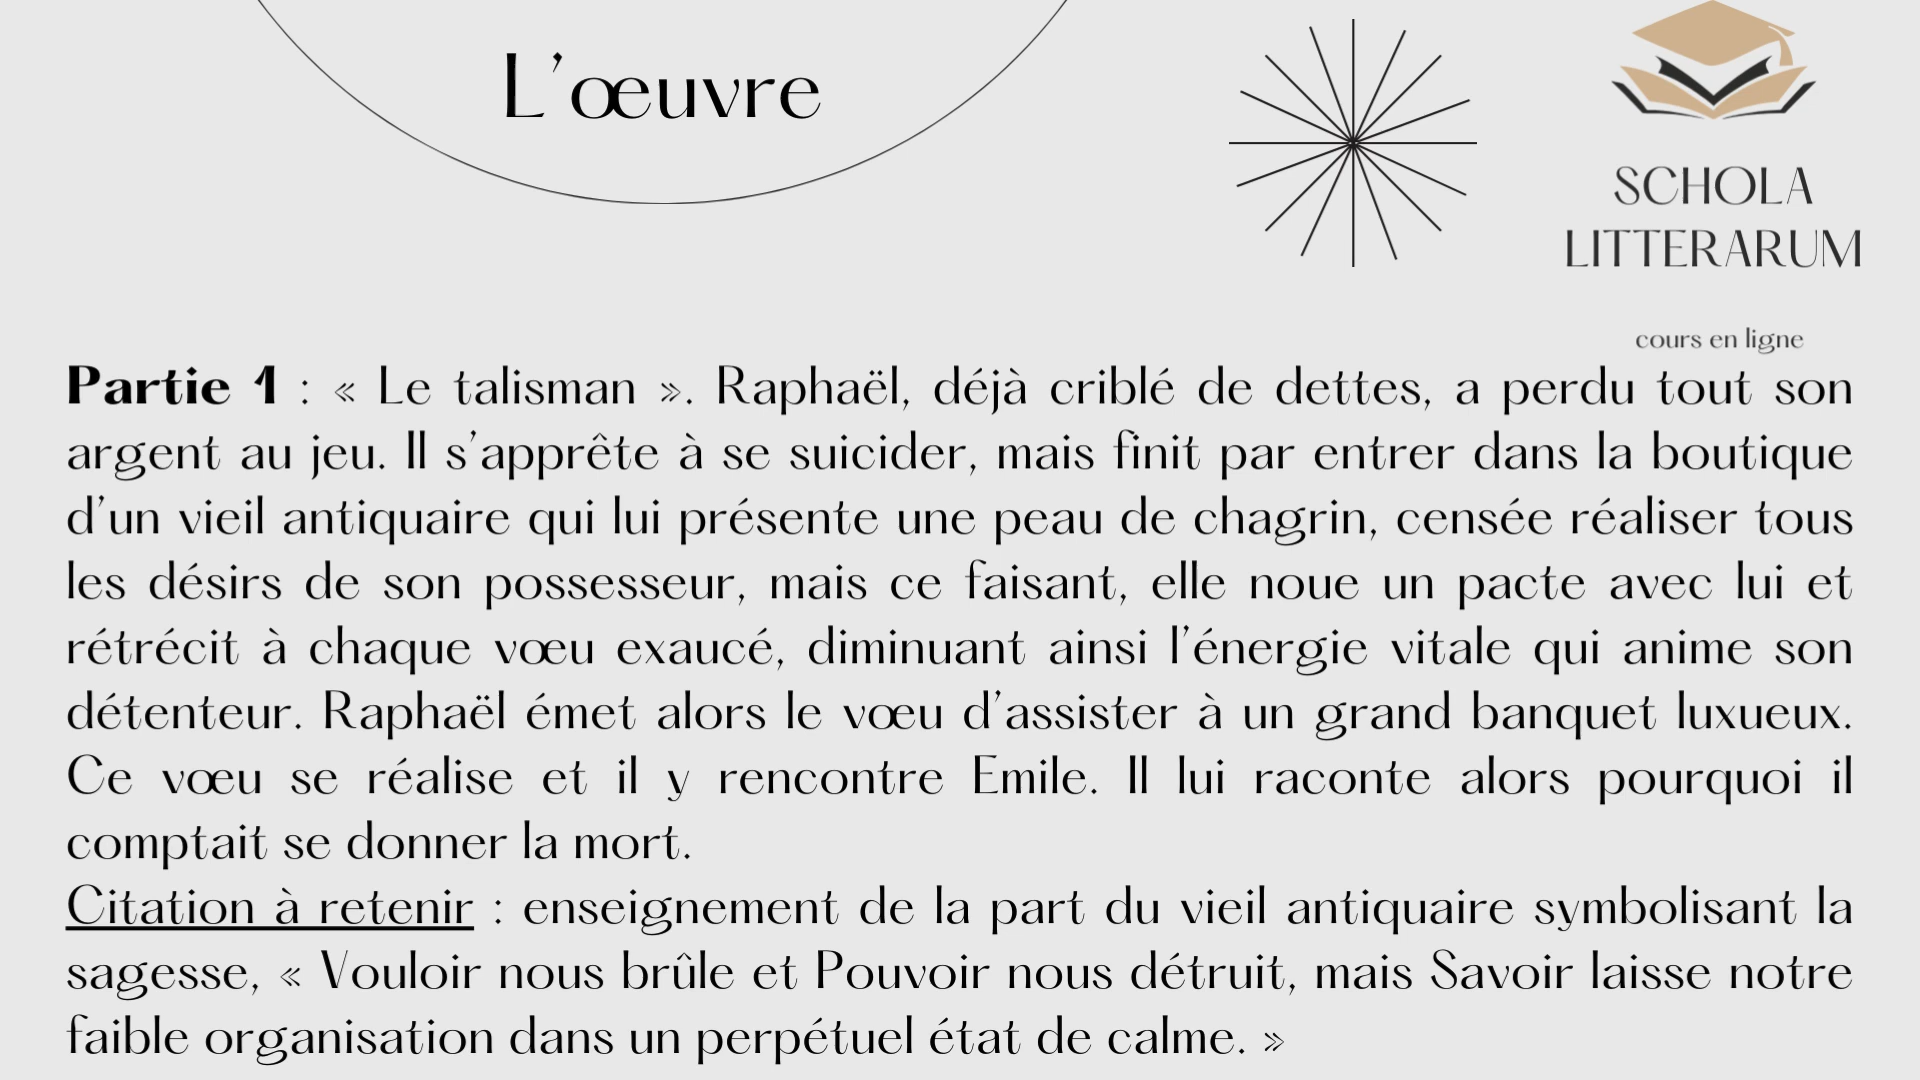 L'œuvre
SCHOLA
LITTERARUM
cours en ligne
Partie 1 : « Le talisman ». Raphaël, déjà criblé de dettes, a perdu tout son
argent au jeu. Il s'apprête à se suicider, mais finit par entrer dans la boutique
d'un vieil antiquaire qui lui présente une peau de chagrin, censée réaliser tous
les désirs de son possesseur, mais ce faisant, elle noue un pacte avec lui et
rétrécit à chaque vœu exaucé, diminuant ainsi l'énergie vitale qui anime son
détenteur. Raphaël émet alors le vœu d'assister à un grand banquet luxueux.
Ce vœu se réalise et il y rencontre Emile. Il lui raconte alors pourquoi il
comptait se donner la mort.
Citation à retenir : enseignement de la part du vieil antiquaire symbolisant la
sagesse, « Vouloir nous brûle et Pouvoir nous détruit, mais Savoir laisse notre
faible organisation dans un perpétuel état de calme. »